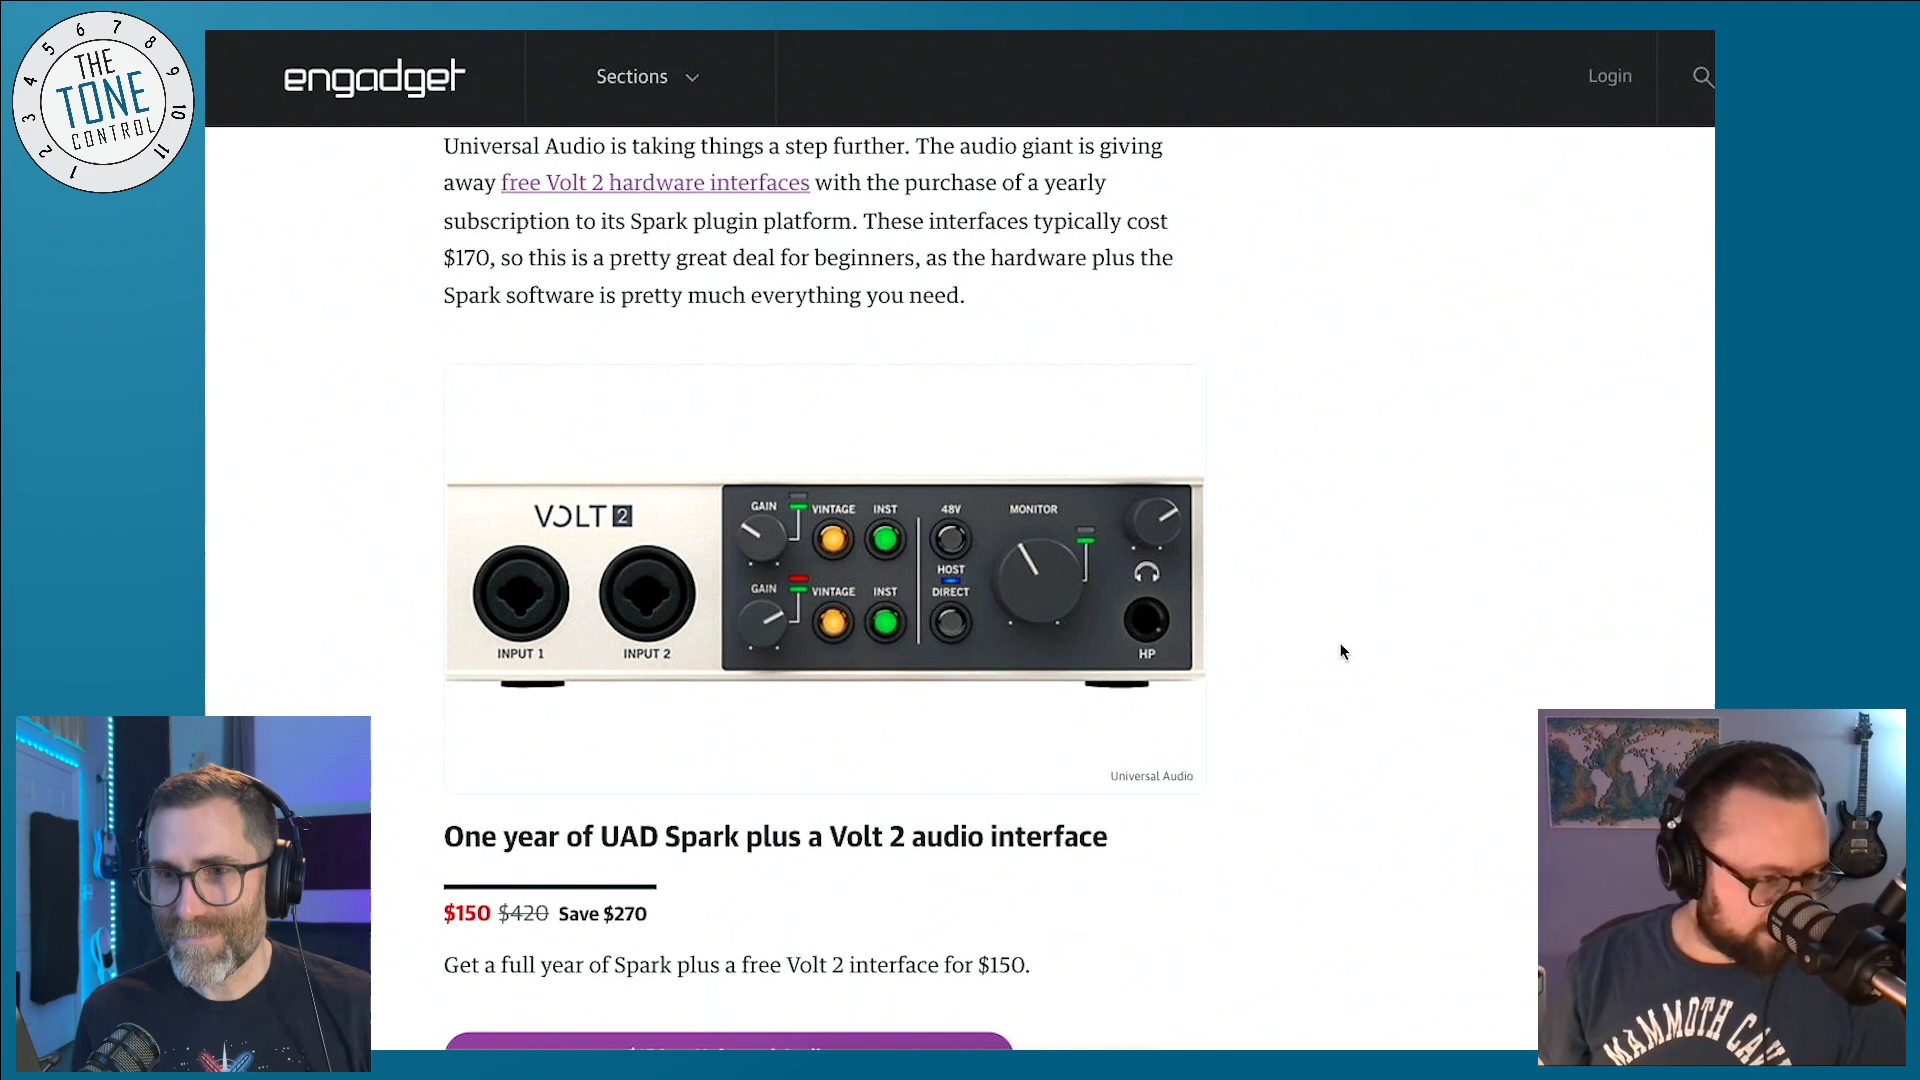 1 2 3 4 5 6 7 8 9 10 11
THE
TONE
CONTROL
engadget
Sections
Login
Universal Audio is taking things a step further. The audio giant is giving
away free Volt 2 hardware interfaces with the purchase of a yearly
subscription to its Spark plugin platform. These interfaces typically cost
$170, so this is a pretty great deal for beginners, as the hardware plus the
Spark software is pretty much everything you need.
VOLT 2
GAIN VINTAGE INST 48V MONITOR
HOST
GAIN VINTAGE INST DIRECT
INPUT 1 INPUT 2 HP
Universal Audio
One year of UAD Spark plus a Volt 2 audio interface
$150 $420 Save $270
Get a full year of Spark plus a free Volt 2 interface for $150.
MAMMOTH